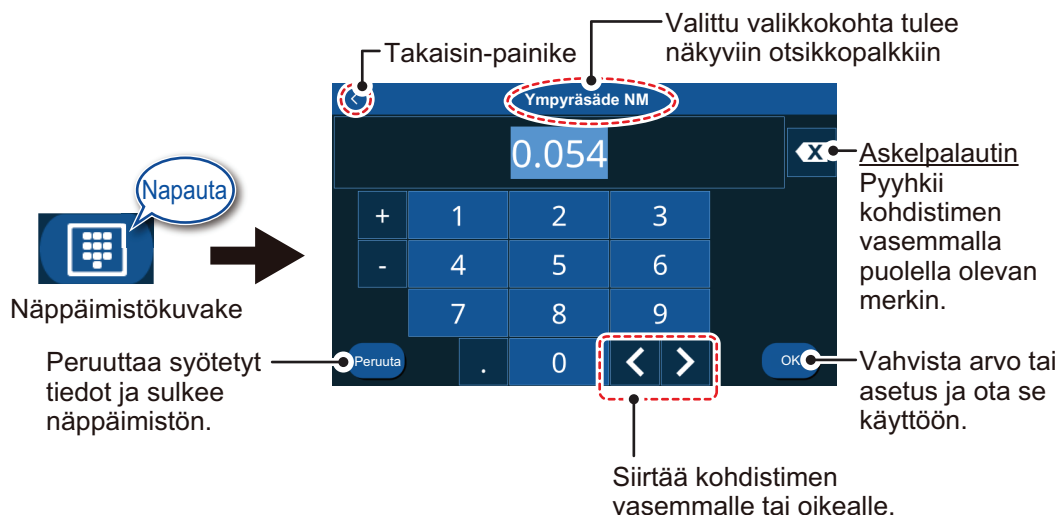 Valittu valikkokohta tulee
näkyviin otsikkopalkkiin
Takaisin-painike
Ympyräsäde NM
0.054
X
Askelpalautin
Pyyhkii
kohdistimen
vasemmalla
puolella olevan
merkin.
Napauta
Näppäimistökuvake
+ 1 2 3
- 4 5 6
7 8 9
Peruuta . 0 < > OK
Peruuttaa syötetyt
tiedot ja sulkee
näppäimistön.
Vahvista arvo tai
asetus ja ota se
käyttöön.
Siirtää kohdistimen
vasemmalle tai oikealle.